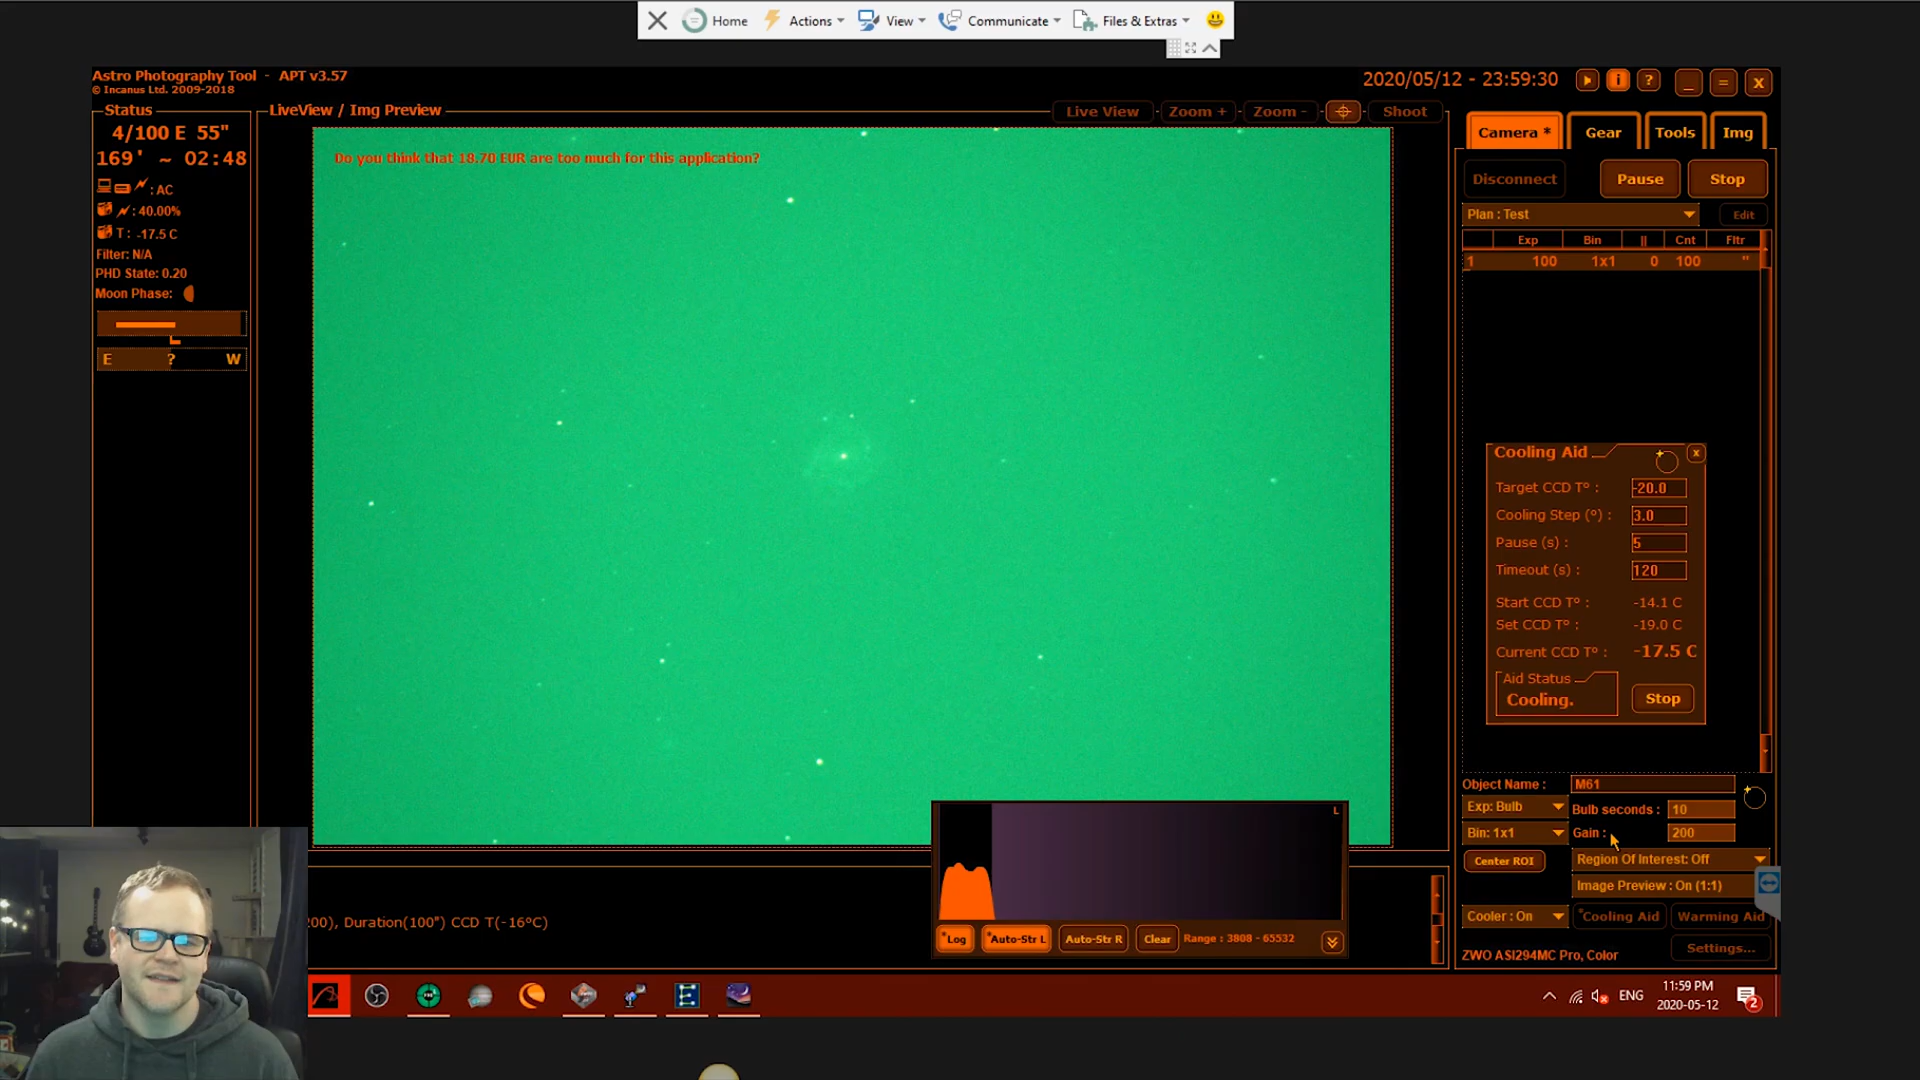 Home Actions View Communicate Files & Extras
Astro Photography Tool - APT v3.57
© Incanus Ltd. 2009-2018
2020/05/12 - 23:59:30
i ? _ = x
Status
4/100 E 55"
169' ~ 02:48
: AC
: 40.00%
T: -17.5 C
Filter: N/A
PHD State: 0.20
Moon Phase:
E ? W
LiveView / Img Preview
Live View Zoom + Zoom - Shoot
Do you think that 18.70 EUR are too much for this application?
Camera * Gear Tools Img
Disconnect Pause Stop
Plan : Test Edit
Exp Bin || Cnt Fltr
1 100 1x1 0 100 "
Cooling Aid x
Target CCD T° : -20.0
Cooling Step (°) : 3.0
Pause (s) : 5
Timeout (s) : 120
Start CCD T° : -14.1 C
Set CCD T° : -19.0 C
Current CCD T° : -17.5 C
Aid Status
Cooling. Stop
Object Name : M61
Exp: Bulb Bulb seconds : 10
Bin: 1x1 Gain : 200
Center ROI Region Of Interest: Off
Image Preview : On (1:1)
Cooler : On *Cooling Aid Warming Aid
ZWO ASI294MC Pro, Color Settings...
L
*Log *Auto-Str L Auto-Str R Clear Range : 3808 - 65532
200), Duration(100") CCD T(-16°C)
ENG
11:59 PM
2020-05-12
2